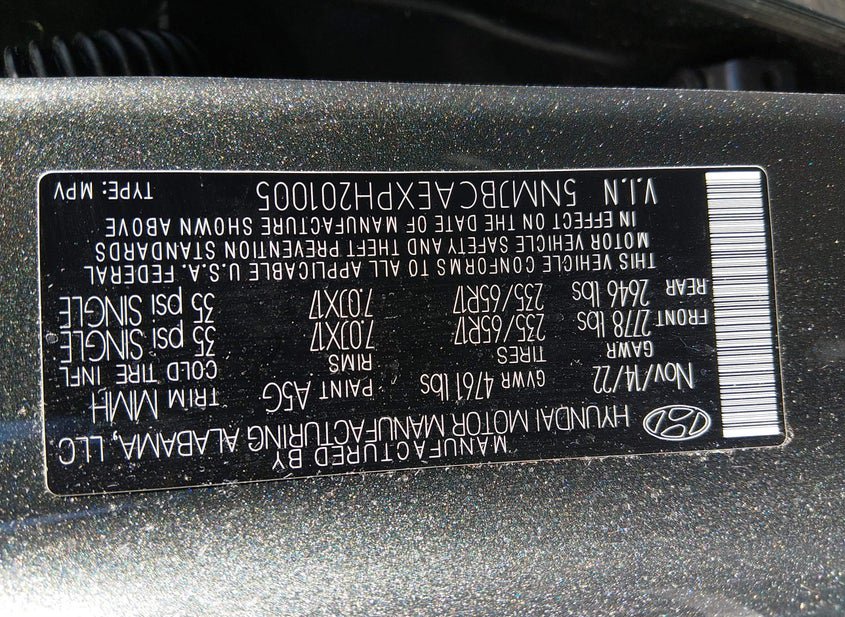 MANUFACTURED BY
HYUNDAI MOTOR MANUFACTURING ALABAMA, LLC
Nov/14/22 GVWR 4761 lbs PAINT A5G TRIM MMH
GAWR TIRES RIMS COLD TIRE INFL
FRONT 2778 lbs 235/65R17 7.0JX17 35 psi SINGLE
REAR 2646 lbs 235/65R17 7.0JX17 35 psi SINGLE
THIS VEHICLE CONFORMS TO ALL APPLICABLE U.S.A. FEDERAL
MOTOR VEHICLE SAFETY AND THEFT PREVENTION STANDARDS
IN EFFECT ON THE DATE OF MANUFACTURE SHOWN ABOVE
V.I.N 5NMJBCAEXPH201005 TYPE: MPV